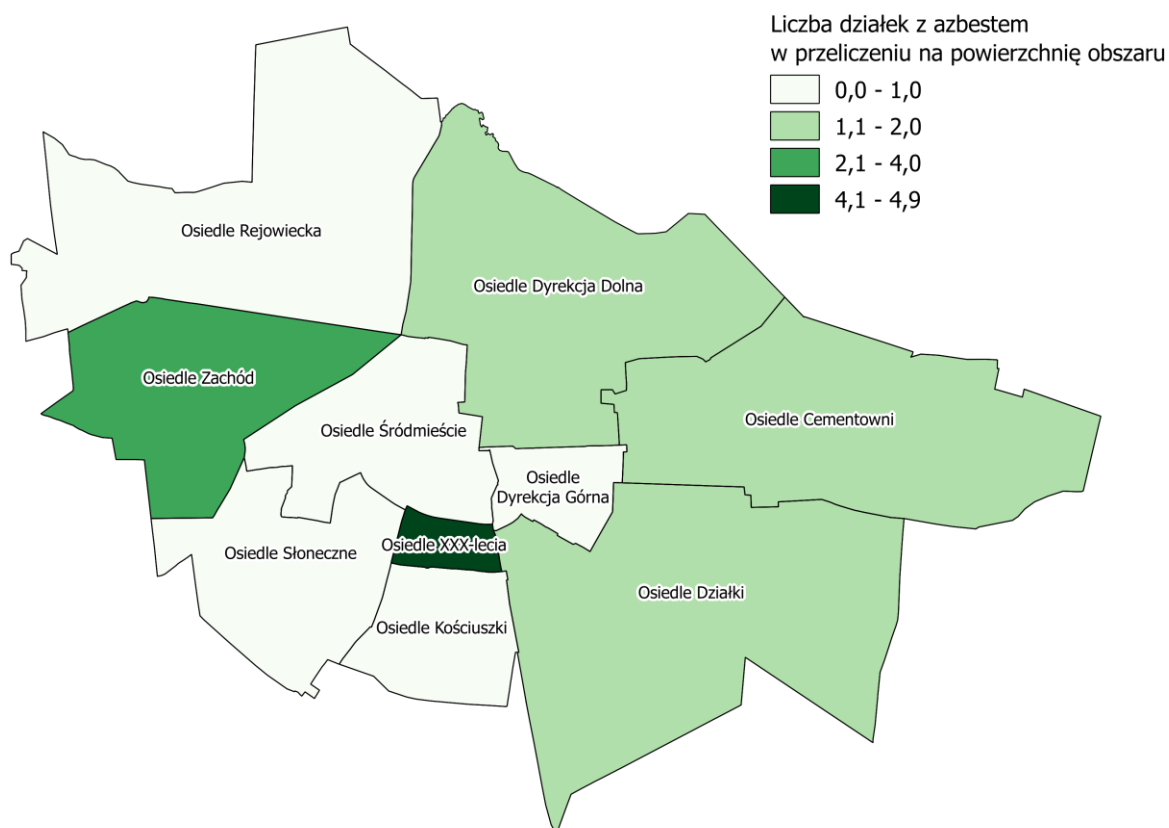 Liczba działek z azbestem
w przeliczeniu na powierzchnię obszaru
0,0 - 1,0
1,1 - 2,0
2,1 - 4,0
4,1 - 4,9
Osiedle Rejowiecka
Osiedle Dyrekcja Dolna
Osiedle Zachód
Osiedle Śródmieście
Osiedle Cementowni
Osiedle
Dyrekcja Górna
Osiedle Słoneczne
Osiedle XXX-lecia
Osiedle Działki
Osiedle Kościuszki